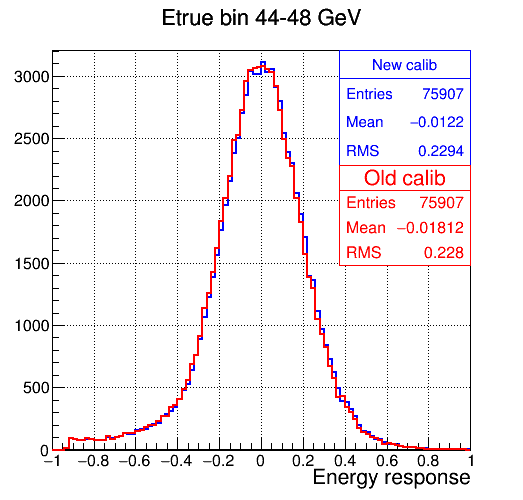 Etrue bin 44-48 GeV
New calib
Entries 75907
Mean −0.0122
RMS 0.2294
Old calib
Entries 75907
Mean −0.01812
RMS 0.228
3000
2500
2000
1500
1000
500
0
−1 −0.8 −0.6 −0.4 −0.2 0 0.2 0.4 0.6 0.8 1
Energy response